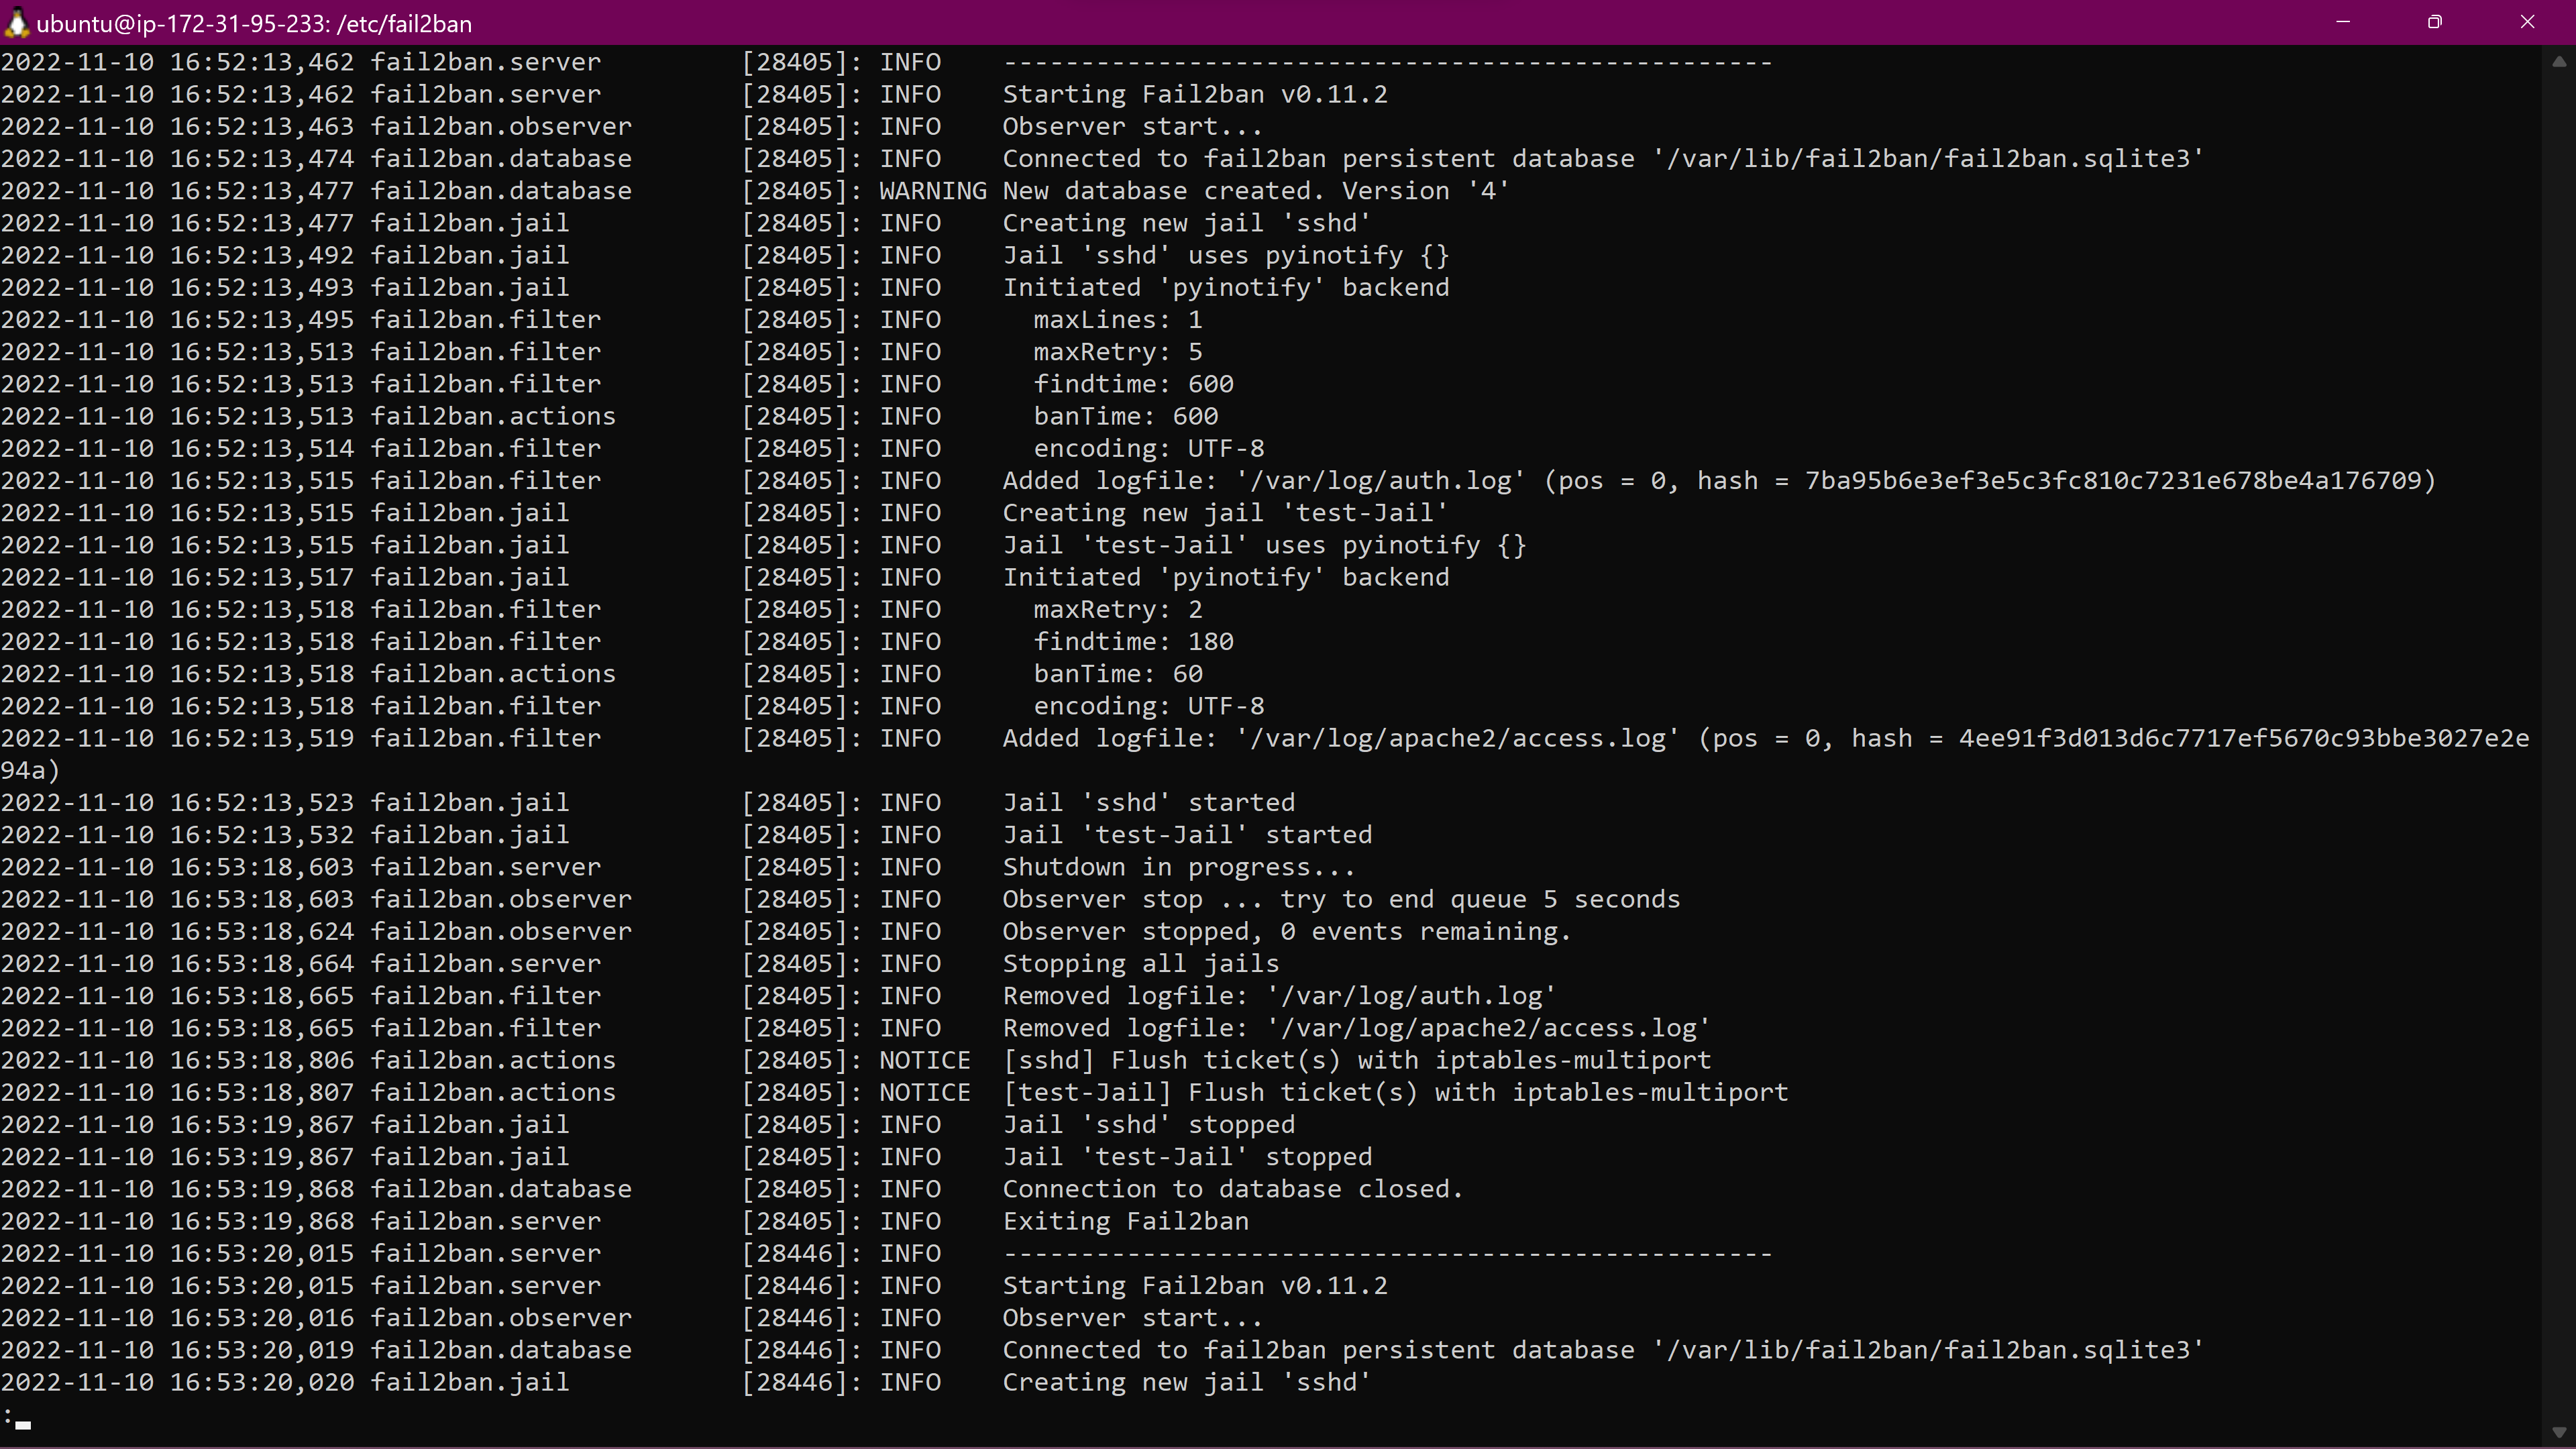 ubuntu@ip-172-31-95-233: /etc/fail2ban
2022-11-10 16:52:13,462 fail2ban.server         [28405]: INFO    --------------------------------------------------
2022-11-10 16:52:13,462 fail2ban.server         [28405]: INFO    Starting Fail2ban v0.11.2
2022-11-10 16:52:13,463 fail2ban.observer       [28405]: INFO    Observer start...
2022-11-10 16:52:13,474 fail2ban.database       [28405]: INFO    Connected to fail2ban persistent database '/var/lib/fail2ban/fail2ban.sqlite3'
2022-11-10 16:52:13,477 fail2ban.database       [28405]: WARNING New database created. Version '4'
2022-11-10 16:52:13,477 fail2ban.jail           [28405]: INFO    Creating new jail 'sshd'
2022-11-10 16:52:13,492 fail2ban.jail           [28405]: INFO    Jail 'sshd' uses pyinotify {}
2022-11-10 16:52:13,493 fail2ban.jail           [28405]: INFO    Initiated 'pyinotify' backend
2022-11-10 16:52:13,495 fail2ban.filter         [28405]: INFO      maxLines: 1
2022-11-10 16:52:13,513 fail2ban.filter         [28405]: INFO      maxRetry: 5
2022-11-10 16:52:13,513 fail2ban.filter         [28405]: INFO      findtime: 600
2022-11-10 16:52:13,513 fail2ban.actions        [28405]: INFO      banTime: 600
2022-11-10 16:52:13,514 fail2ban.filter         [28405]: INFO      encoding: UTF-8
2022-11-10 16:52:13,515 fail2ban.filter         [28405]: INFO    Added logfile: '/var/log/auth.log' (pos = 0, hash = 7ba95b6e3ef3e5c3fc810c7231e678be4a176709)
2022-11-10 16:52:13,515 fail2ban.jail           [28405]: INFO    Creating new jail 'test-Jail'
2022-11-10 16:52:13,515 fail2ban.jail           [28405]: INFO    Jail 'test-Jail' uses pyinotify {}
2022-11-10 16:52:13,517 fail2ban.jail           [28405]: INFO    Initiated 'pyinotify' backend
2022-11-10 16:52:13,518 fail2ban.filter         [28405]: INFO      maxRetry: 2
2022-11-10 16:52:13,518 fail2ban.filter         [28405]: INFO      findtime: 180
2022-11-10 16:52:13,518 fail2ban.actions        [28405]: INFO      banTime: 60
2022-11-10 16:52:13,518 fail2ban.filter         [28405]: INFO      encoding: UTF-8
2022-11-10 16:52:13,519 fail2ban.filter         [28405]: INFO    Added logfile: '/var/log/apache2/access.log' (pos = 0, hash = 4ee91f3d013d6c7717ef5670c93bbe3027e2e
94a)
2022-11-10 16:52:13,523 fail2ban.jail           [28405]: INFO    Jail 'sshd' started
2022-11-10 16:52:13,532 fail2ban.jail           [28405]: INFO    Jail 'test-Jail' started
2022-11-10 16:53:18,603 fail2ban.server         [28405]: INFO    Shutdown in progress...
2022-11-10 16:53:18,603 fail2ban.observer       [28405]: INFO    Observer stop ... try to end queue 5 seconds
2022-11-10 16:53:18,624 fail2ban.observer       [28405]: INFO    Observer stopped, 0 events remaining.
2022-11-10 16:53:18,664 fail2ban.server         [28405]: INFO    Stopping all jails
2022-11-10 16:53:18,665 fail2ban.filter         [28405]: INFO    Removed logfile: '/var/log/auth.log'
2022-11-10 16:53:18,665 fail2ban.filter         [28405]: INFO    Removed logfile: '/var/log/apache2/access.log'
2022-11-10 16:53:18,806 fail2ban.actions        [28405]: NOTICE  [sshd] Flush ticket(s) with iptables-multiport
2022-11-10 16:53:18,807 fail2ban.actions        [28405]: NOTICE  [test-Jail] Flush ticket(s) with iptables-multiport
2022-11-10 16:53:19,867 fail2ban.jail           [28405]: INFO    Jail 'sshd' stopped
2022-11-10 16:53:19,867 fail2ban.jail           [28405]: INFO    Jail 'test-Jail' stopped
2022-11-10 16:53:19,868 fail2ban.database       [28405]: INFO    Connection to database closed.
2022-11-10 16:53:19,868 fail2ban.server         [28405]: INFO    Exiting Fail2ban
2022-11-10 16:53:20,015 fail2ban.server         [28446]: INFO    --------------------------------------------------
2022-11-10 16:53:20,015 fail2ban.server         [28446]: INFO    Starting Fail2ban v0.11.2
2022-11-10 16:53:20,016 fail2ban.observer       [28446]: INFO    Observer start...
2022-11-10 16:53:20,019 fail2ban.database       [28446]: INFO    Connected to fail2ban persistent database '/var/lib/fail2ban/fail2ban.sqlite3'
2022-11-10 16:53:20,020 fail2ban.jail           [28446]: INFO    Creating new jail 'sshd'
: